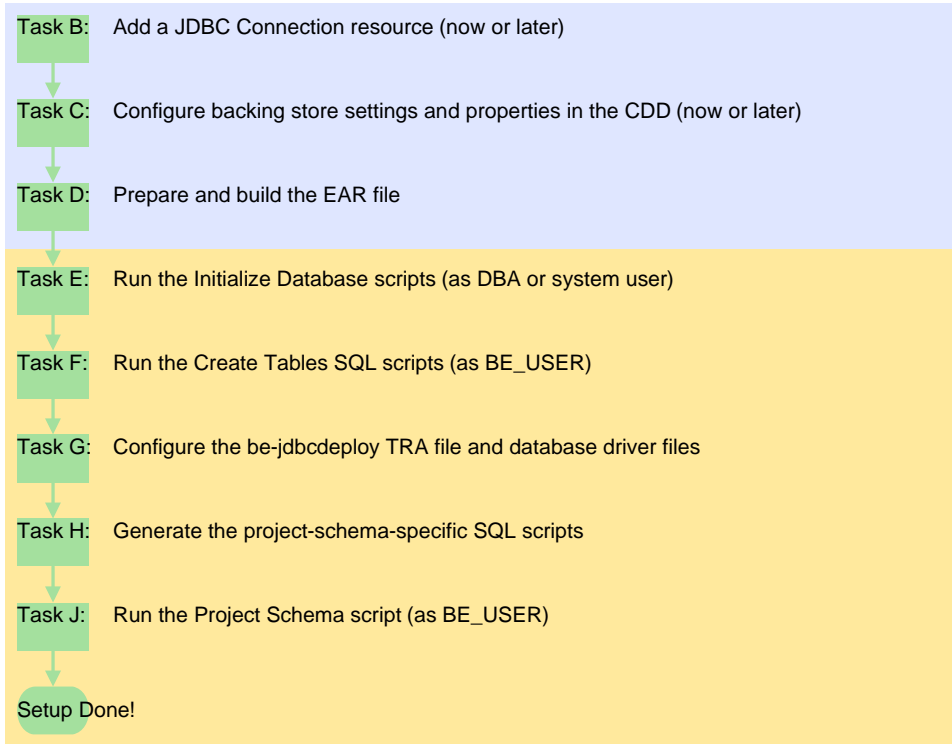 Task B: Add a JDBC Connection resource (now or later)
Task C: Configure backing store settings and properties in the CDD (now or later)
Task D: Prepare and build the EAR file
Task E: Run the Initialize Database scripts (as DBA or system user)
Task F: Run the Create Tables SQL scripts (as BE_USER)
Task G: Configure the be-jdbcdeploy TRA file and database driver files
Task H: Generate the project-schema-specific SQL scripts
Task J: Run the Project Schema script (as BE_USER)
Setup Done!